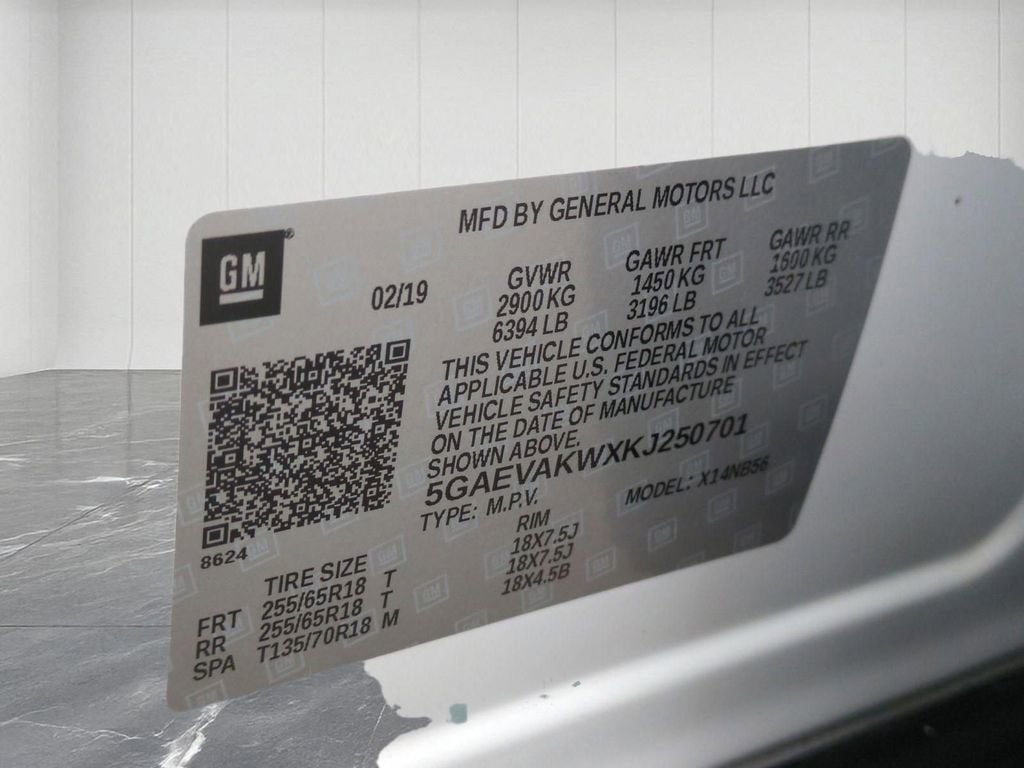 MFD BY GENERAL MOTORS LLC
GM
02/19
GVWR
2900 KG
6394 LB
GAWR FRT
1450 KG
3196 LB
GAWR RR
1600 KG
3527 LB
THIS VEHICLE CONFORMS TO ALL
APPLICABLE U.S. FEDERAL MOTOR
VEHICLE SAFETY STANDARDS IN EFFECT
ON THE DATE OF MANUFACTURE
SHOWN ABOVE.
5GAEVAKWXKJ250701
TYPE: M.P.V. MODEL: X14NB56
8624
TIRE SIZE RIM
FRT 255/65R18 T 18X7.5J
RR 255/65R18 T 18X7.5J
SPA T135/70R18 M 18X4.5B